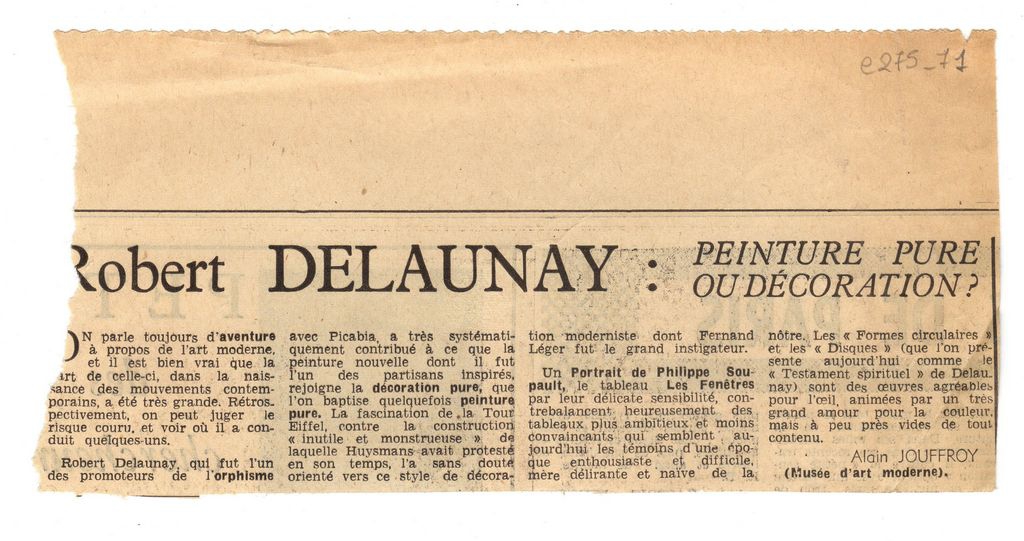 e275_71
Robert DELAUNAY : PEINTURE PURE
OU DÉCORATION ?
ON parle toujours d'aventure
à propos de l'art moderne,
et il est bien vrai que la
part de celle-ci, dans la nais-
sance des mouvements contem-
porains, a été très grande. Rétros-
pectivement, on peut juger le
risque couru, et voir où il a con-
duit quelques-uns.
Robert Delaunay, qui fut l'un
des promoteurs de l'orphisme
avec Picabia, a très systémati-
quement contribué à ce que la
peinture nouvelle dont il fut
l'un des partisans inspirés,
rejoigne la décoration pure, que
l'on baptise quelquefois peinture
pure. La fascination de la Tour
Eiffel, contre la construction
« inutile et monstrueuse » de
laquelle Huysmans avait protesté
en son temps, l'a sans doute
orienté vers ce style de décora-
tion moderniste dont Fernand
Léger fut le grand instigateur.
Un Portrait de Philippe Sou-
pault, le tableau Les Fenêtres
par leur délicate sensibilité, con-
trebalancent heureusement des
tableaux plus ambitieux et moins
convaincants qui semblent au-
jourd'hui les témoins d'une épo-
que enthousiaste et difficile,
mère délirante et naïve de la
nôtre. Les « Formes circulaires »
et les « Disques » (que l'on pré-
sente aujourd'hui comme le
« Testament spirituel » de Delau-
nay) sont des œuvres agréables
pour l'œil, animées par un très
grand amour pour la couleur,
mais à peu près vides de tout
contenu.
Alain JOUFFROY
(Musée d'art moderne).